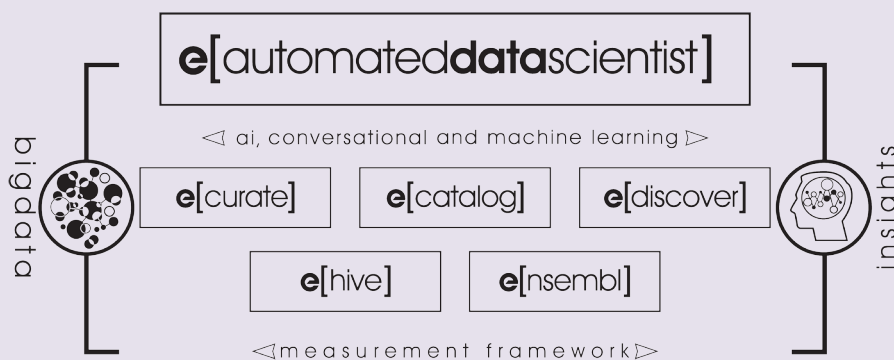 e[automateddatascientist]
ai, conversational and machine learning
bigdata
e[curate]
e[catalog]
e[discover]
insights
e[hive]
e[nsembl]
measurement framework